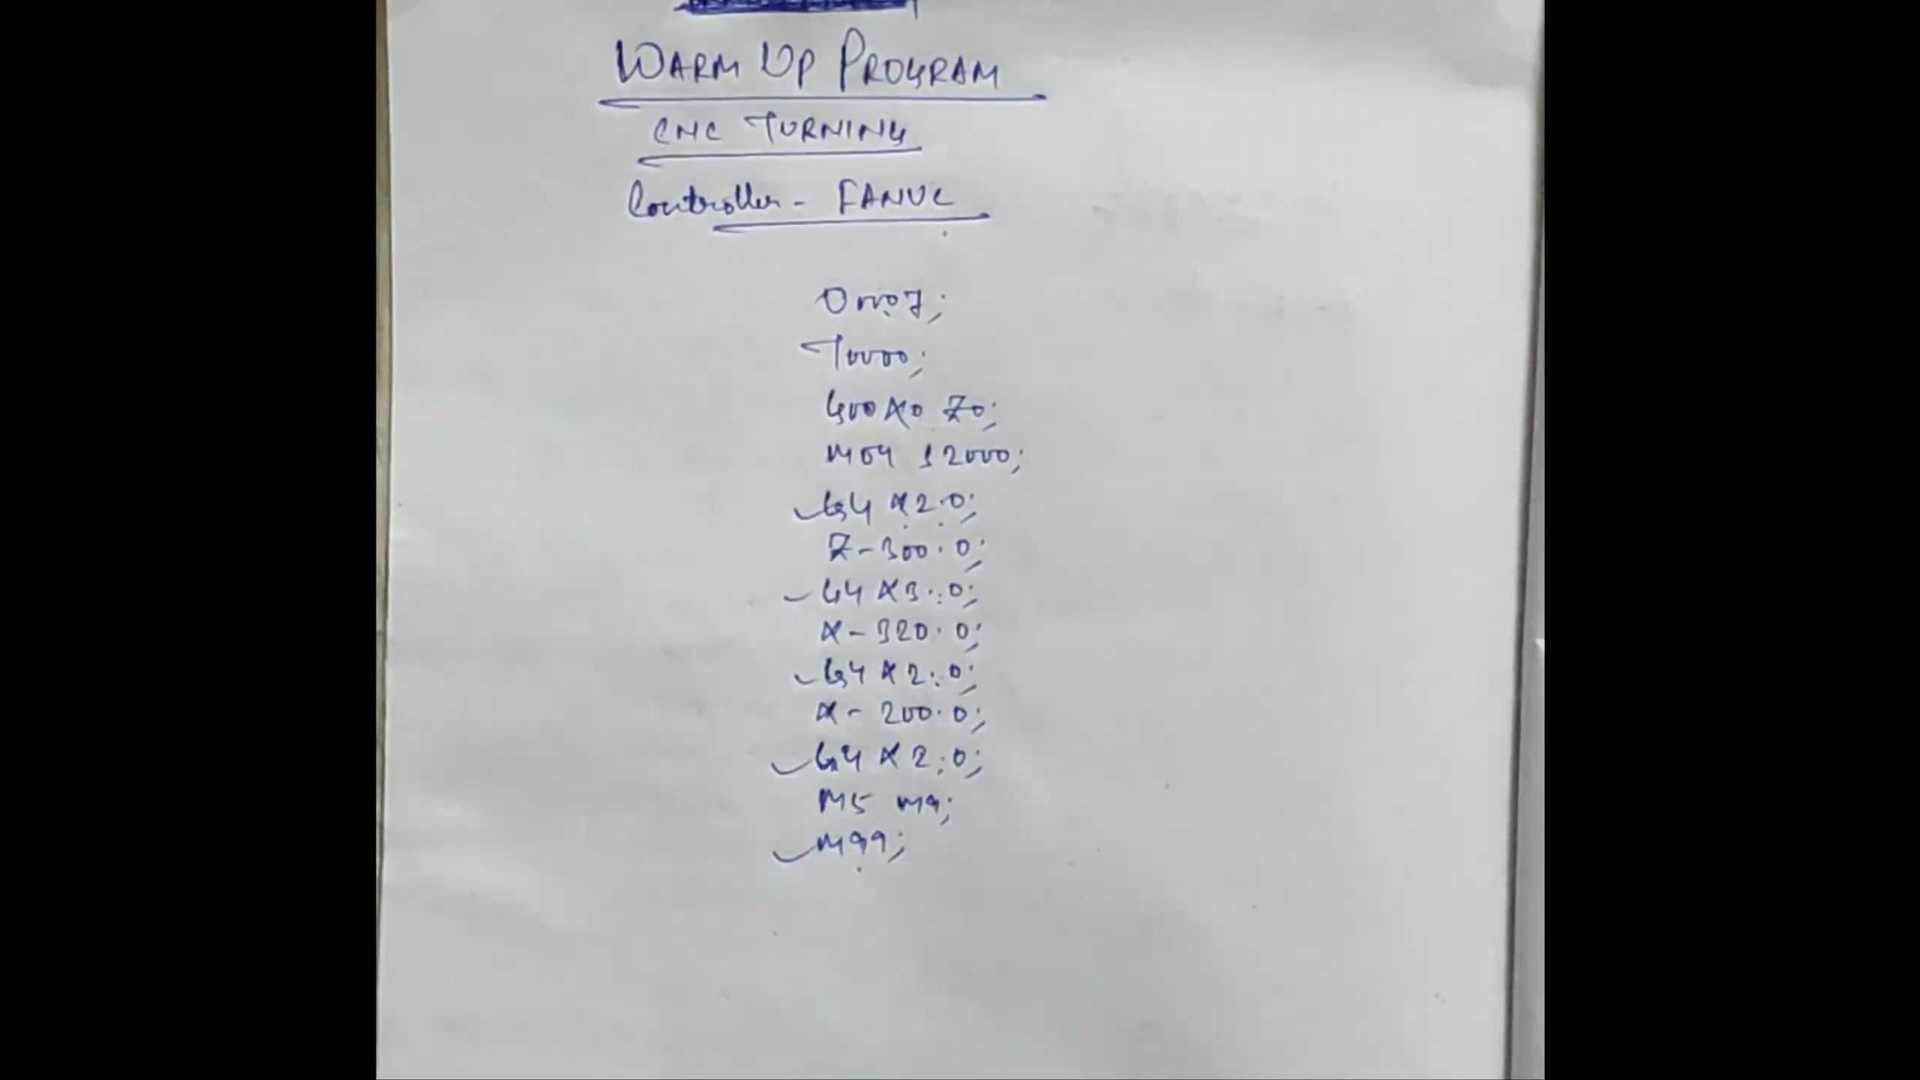 WARM UP PROGRAM
CNC TURNING
Controller - FANUC
O0007;
T0000;
G00 X0 Z0;
M04 S2000;
G4 X2.0;
Z-300.0;
G4 X3.0;
X-320.0;
G4 X2.0;
X-200.0;
G4 X2.0;
M5 M9;
M99;